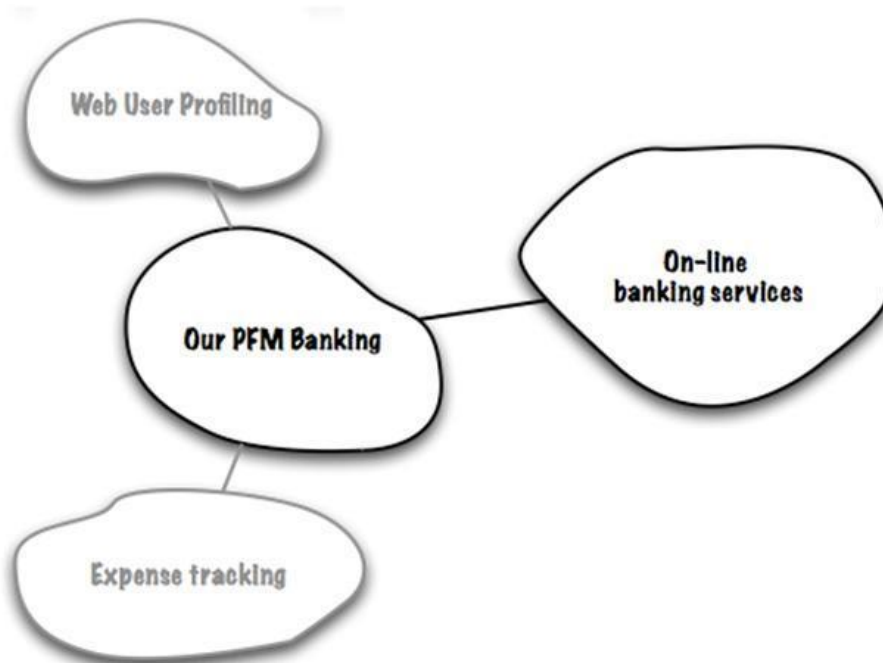 Web User Profiling
On-line
banking services
Our PFM Banking
Expense tracking